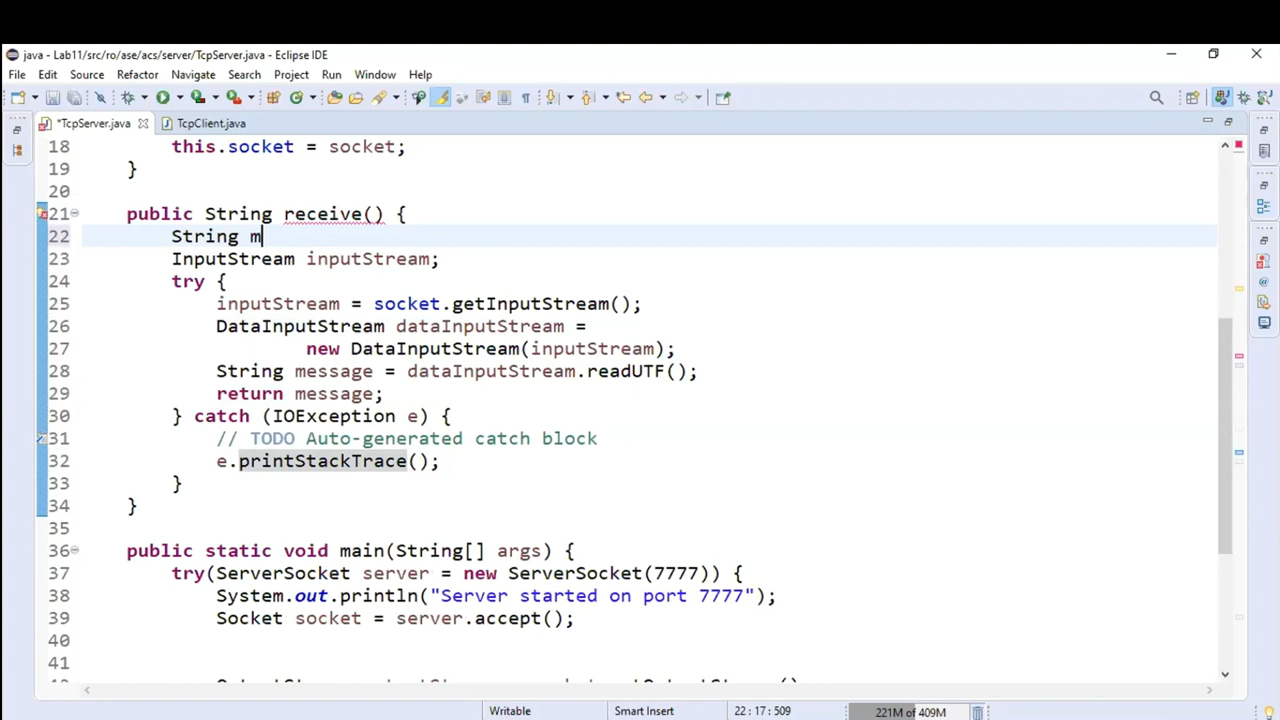 java - Lab11/src/ro/ase/acs/server/TcpServer.java - Eclipse IDE
File Edit Source Refactor Navigate Search Project Run Window Help
*TcpServer.java TcpClient.java
18 this.socket = socket;
19 }
20
21 public String receive() {
22 String m
23 InputStream inputStream;
24 try {
25 inputStream = socket.getInputStream();
26 DataInputStream dataInputStream =
27 new DataInputStream(inputStream);
28 String message = dataInputStream.readUTF();
29 return message;
30 } catch (IOException e) {
31 // TODO Auto-generated catch block
32 e.printStackTrace();
33 }
34 }
35
36 public static void main(String[] args) {
37 try(ServerSocket server = new ServerSocket(7777)) {
38 System.out.println("Server started on port 7777");
39 Socket socket = server.accept();
40
41
Writable Smart Insert 22 : 17 : 509 221M of 409M